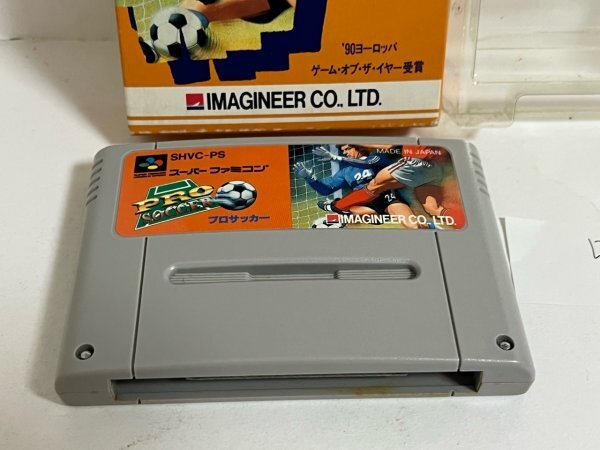 '90ヨーロッパ
ゲーム・オブ・ザ・イヤー受賞
IMAGINEER CO., LTD.
SHVC-PS
MADE IN JAPAN
スーパーファミコン
24
24
PRO
SOCCER
プロサッカー
IMAGINEER CO., LTD.